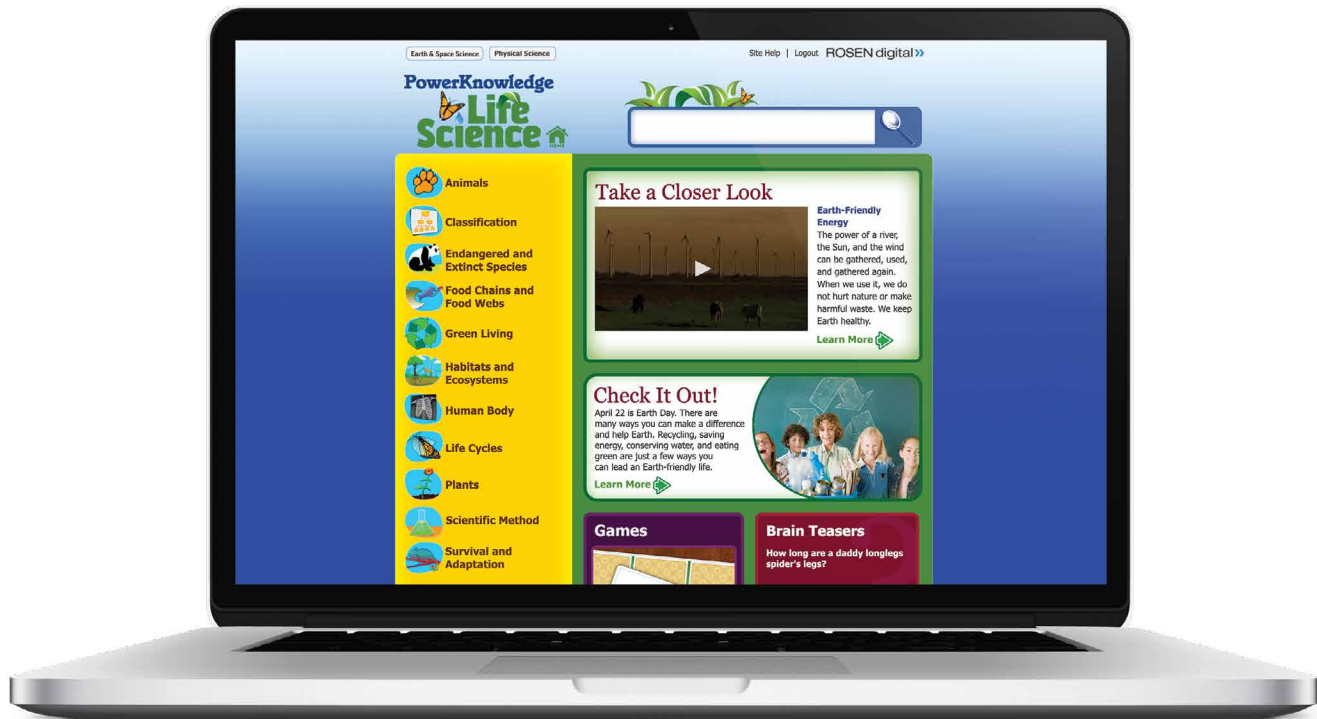 Earth & Space Science
Physical Science
Site Help | Logout ROSEN digital»
PowerKnowledge
Life
Science
HOME
Animals
Classification
Endangered and
Extinct Species
Food Chains and
Food Webs
Green Living
Habitats and
Ecosystems
Human Body
Life Cycles
Plants
Scientific Method
Survival and
Adaptation
Take a Closer Look
Earth-Friendly
Energy
The power of a river,
the Sun, and the wind
can be gathered, used,
and gathered again.
When we use it, we do
not hurt nature or make
harmful waste. We keep
Earth healthy.
Learn More
Check It Out!
April 22 is Earth Day. There are
many ways you can make a difference
and help Earth. Recycling, saving
energy, conserving water, and eating
green are just a few ways you
can lead an Earth-friendly life.
Learn More
Games
Brain Teasers
How long are a daddy longlegs
spider's legs?